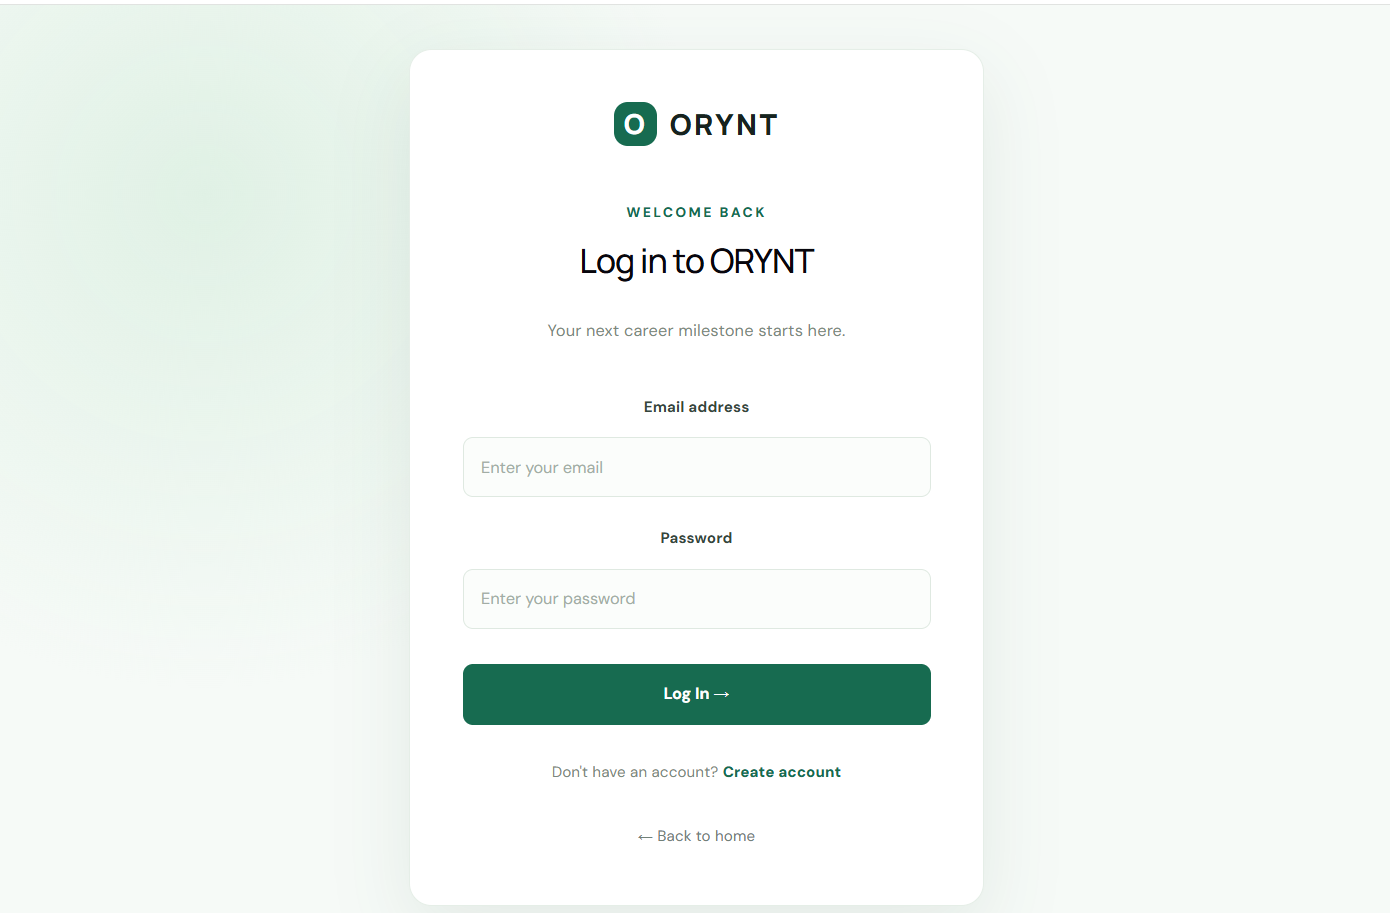 O ORYNT
WELCOME BACK
Log in to ORYNT
Your next career milestone starts here.
Email address
Enter your email
Password
Enter your password
Log In →
Don't have an account? Create account
← Back to home